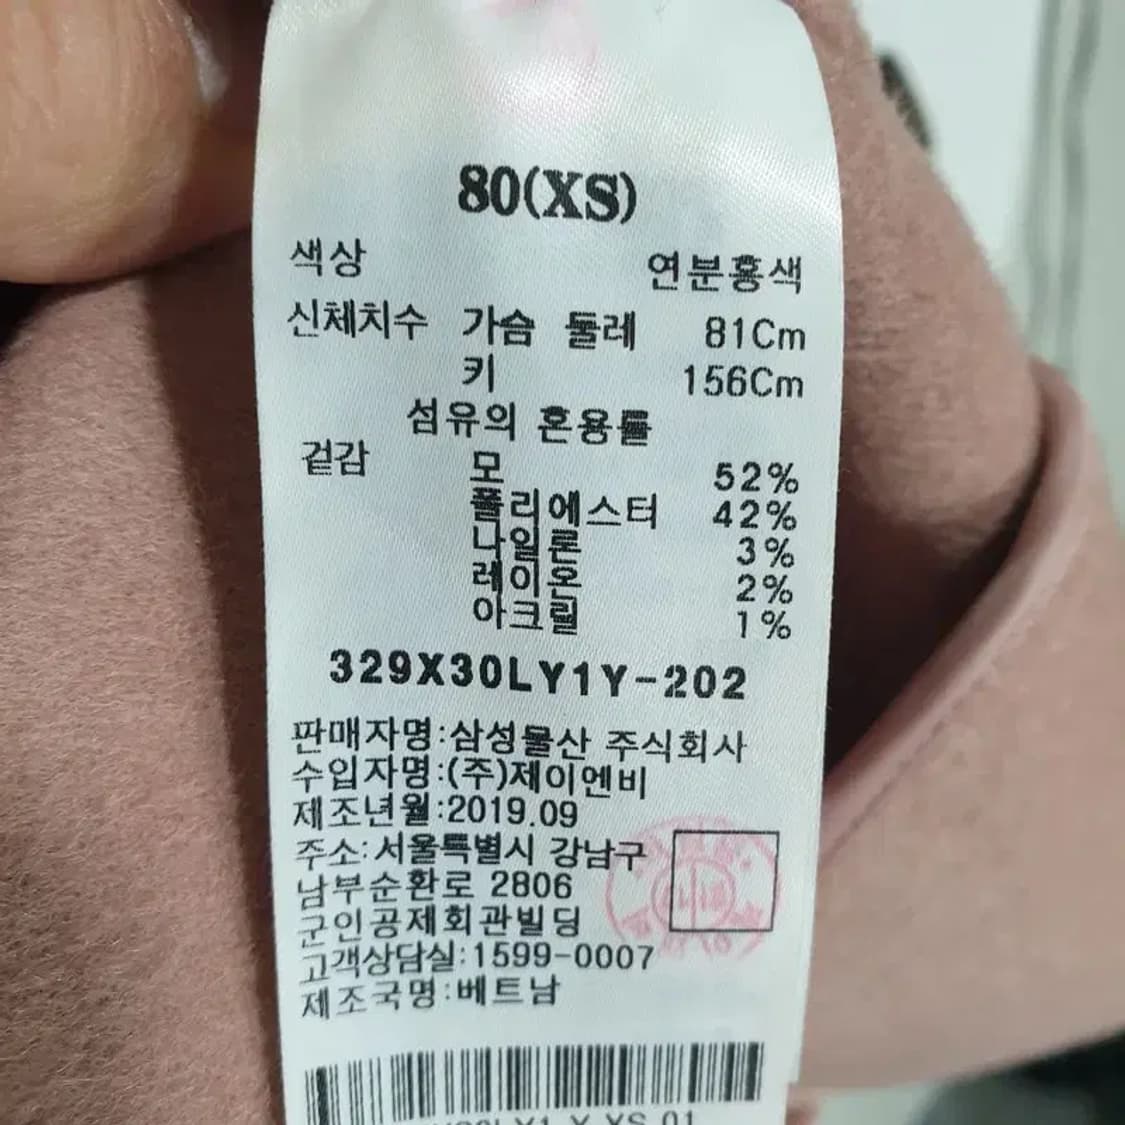 80(XS)
색상 연분홍색
신체치수 가슴 둘레 81Cm
키 156Cm
섬유의 혼용률
겉감 모 52%
폴리에스터 42%
나일론 3%
레이온 2%
아크릴 1%
329X30LY1Y-202
판매자명:삼성물산 주식회사
수입자명:(주)제이엔비
제조년월:2019.09
주소:서울특별시 강남구
남부순환로 2806
군인공제회관빌딩
고객상담실:1599-0007
제조국명:베트남